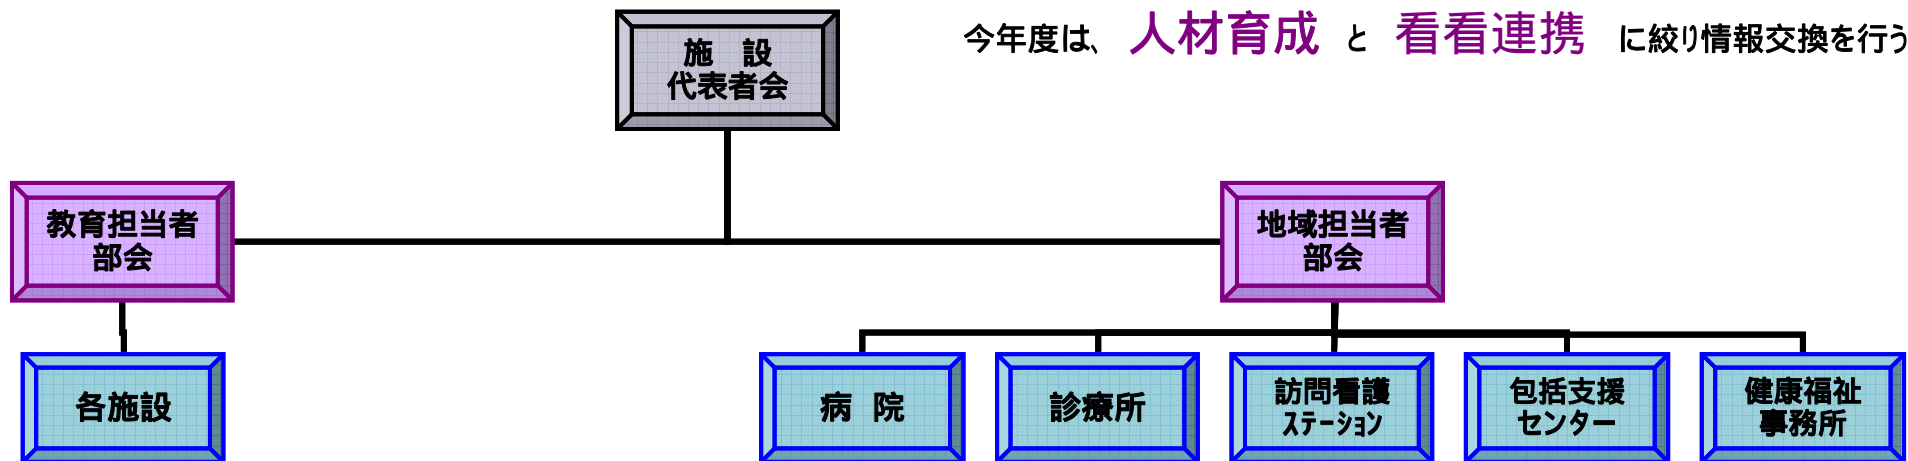 今年度は、 人材育成 と 看看連携 に絞り情報交換を行う
施 設
代表者会
教育担当者
部会
地域担当者
部会
各施設
病 院
診療所
訪問看護
ｽﾃｰｼｮﾝ
包括支援
センター
健康福祉
事務所